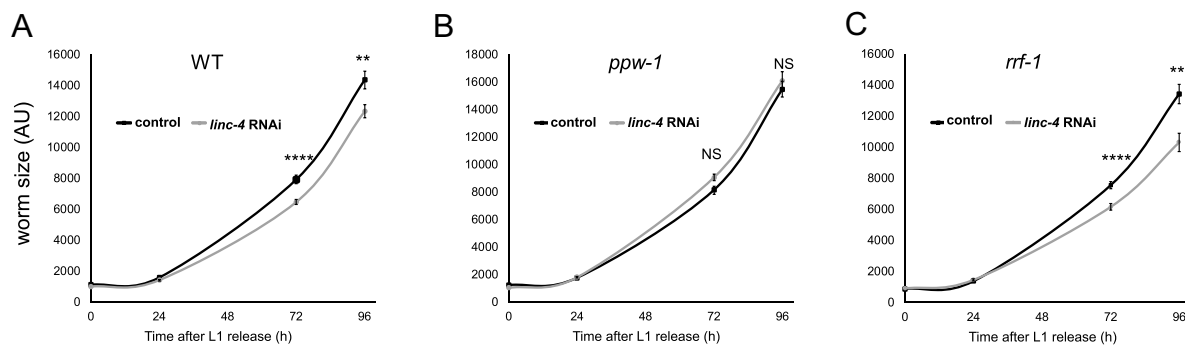 A
WT
worm size (AU)
16000
14000
12000
10000
8000
6000
4000
2000
0
control
linc-4 RNAi
****
**
0 24 48 72 96
Time after L1 release (h)
B
ppw-1
18000
16000
14000
12000
10000
8000
6000
4000
2000
0
control
linc-4 RNAi
NS
NS
0 24 48 72 96
Time after L1 release (h)
C
rrf-1
16000
14000
12000
10000
8000
6000
4000
2000
0
control
linc-4 RNAi
****
**
0 24 48 72 96
Time after L1 release (h)